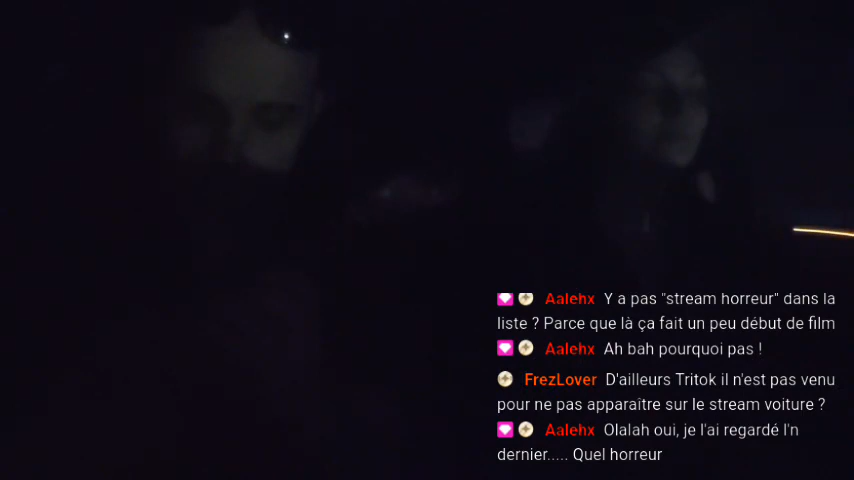 Aalehx Y a pas "stream horreur" dans la
liste ? Parce que là ça fait un peu début de film
Aalehx Ah bah pourquoi pas !
FrezLover D'ailleurs Tritok il n'est pas venu
pour ne pas apparaître sur le stream voiture ?
Aalehx Olalah oui, je l'ai regardé l'n
dernier..... Quel horreur